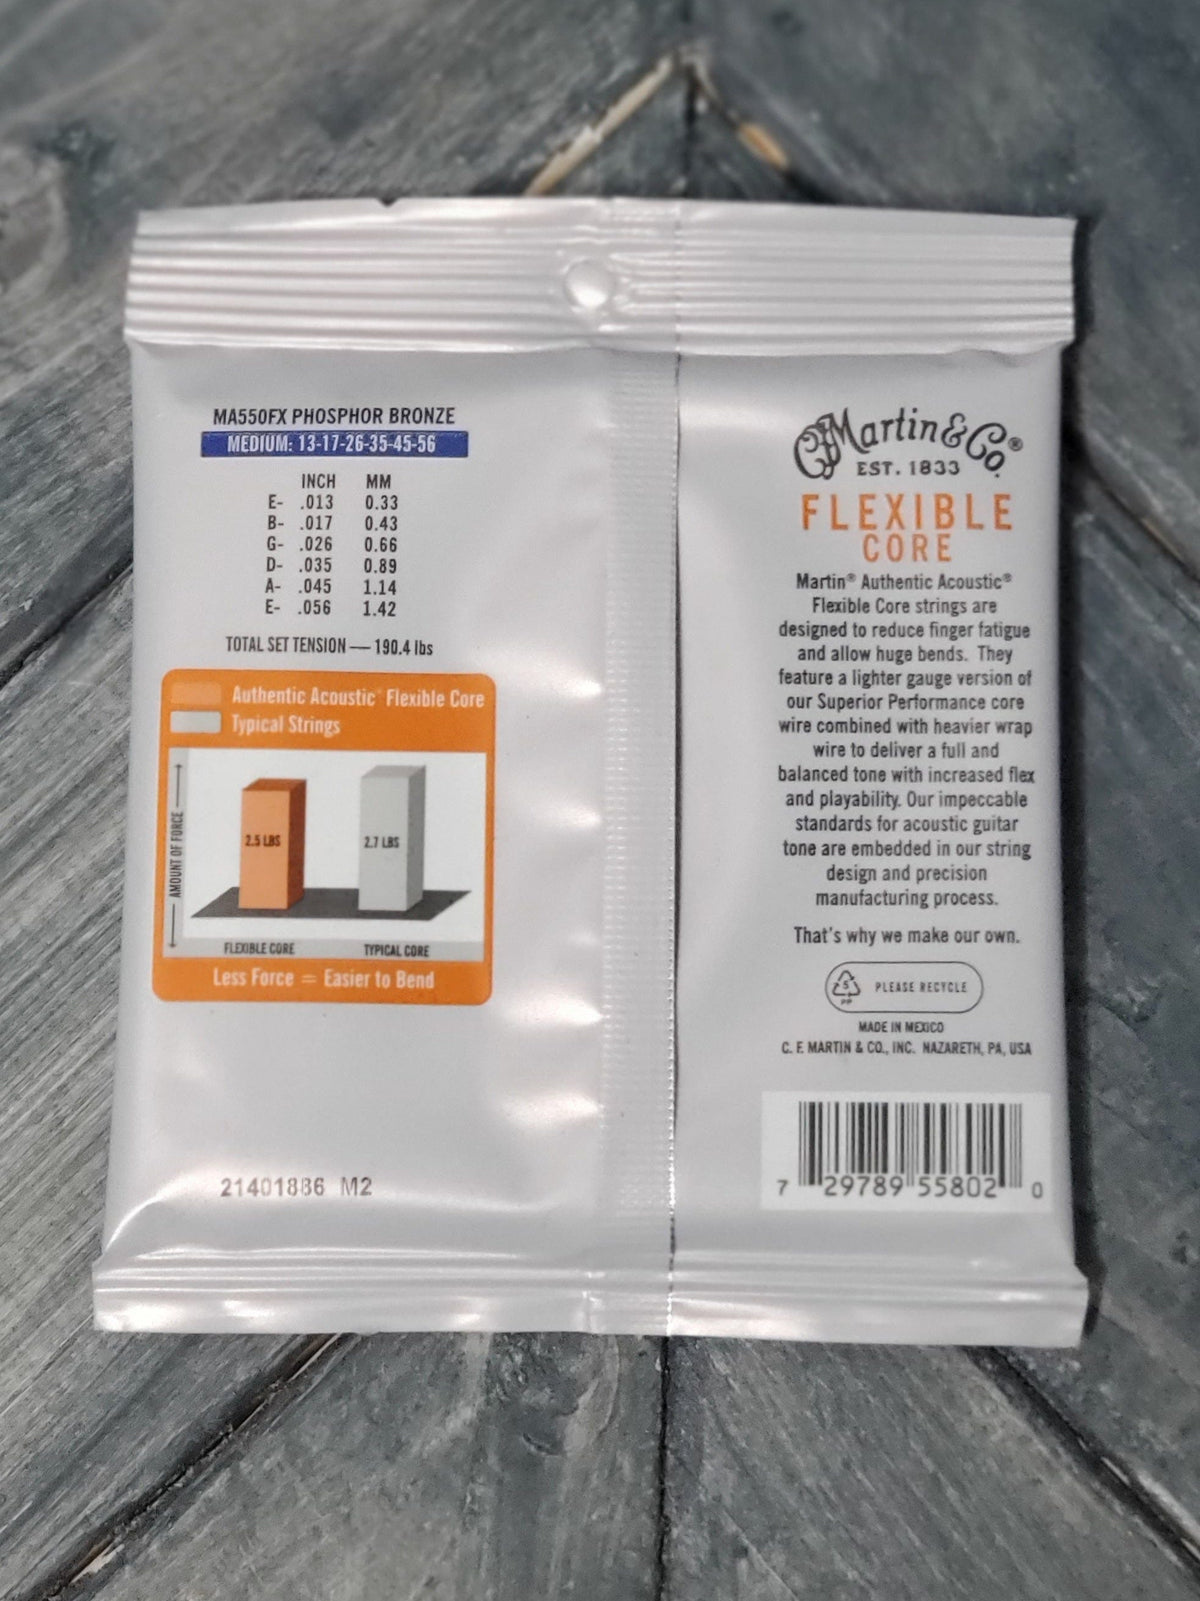 MA550FX PHOSPHOR BRONZE
MEDIUM: 13-17-26-35-45-56
INCH MM
E- .013 0.33
B- .017 0.43
G- .026 0.66
D- .035 0.89
A- .045 1.14
E- .056 1.42
TOTAL SET TENSION — 190.4 lbs
Authentic Acoustic Flexible Core
Typical Strings
AMOUNT OF FORCE
2.5 LBS
2.7 LBS
FLEXIBLE CORE
TYPICAL CORE
Less Force = Easier to Bend
21401886 M2
CF Martin & Co.®
EST. 1833
FLEXIBLE
CORE
Martin® Authentic Acoustic®
Flexible Core strings are
designed to reduce finger fatigue
and allow huge bends. They
feature a lighter gauge version of
our Superior Performance core
wire combined with heavier wrap
wire to deliver a full and
balanced tone with increased flex
and playability. Our impeccable
standards for acoustic guitar
tone are embedded in our string
design and precision
manufacturing process.
That's why we make our own.
5
PP
PLEASE RECYCLE
MADE IN MEXICO
C. F. MARTIN & CO., INC. NAZARETH, PA, USA
7 29789 55802 0